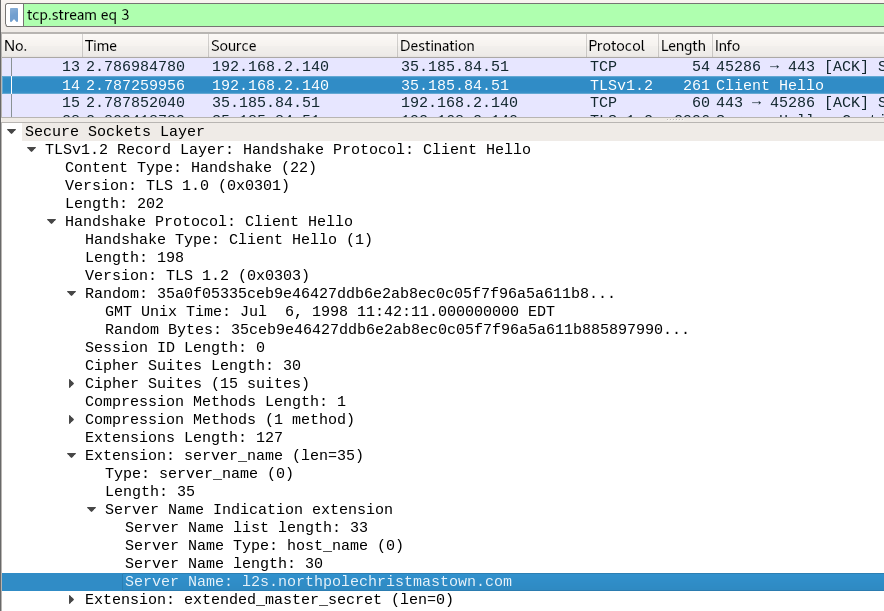 tcp.stream eq 3
No. Time Source Destination Protocol Length Info
13 2.786984780 192.168.2.140 35.185.84.51 TCP 54 45286 → 443 [ACK] S
14 2.787259956 192.168.2.140 35.185.84.51 TLSv1.2 261 Client Hello
15 2.787852040 35.185.84.51 192.168.2.140 TCP 60 443 → 45286 [ACK] S
Secure Sockets Layer
TLSv1.2 Record Layer: Handshake Protocol: Client Hello
Content Type: Handshake (22)
Version: TLS 1.0 (0x0301)
Length: 202
Handshake Protocol: Client Hello
Handshake Type: Client Hello (1)
Length: 198
Version: TLS 1.2 (0x0303)
Random: 35a0f05335ceb9e46427ddb6e2ab8ec0c05f7f96a5a611b8...
GMT Unix Time: Jul  6, 1998 11:42:11.000000000 EDT
Random Bytes: 35ceb9e46427ddb6e2ab8ec0c05f7f96a5a611b885897990...
Session ID Length: 0
Cipher Suites Length: 30
Cipher Suites (15 suites)
Compression Methods Length: 1
Compression Methods (1 method)
Extensions Length: 127
Extension: server_name (len=35)
Type: server_name (0)
Length: 35
Server Name Indication extension
Server Name list length: 33
Server Name Type: host_name (0)
Server Name length: 30
Server Name: l2s.northpolechristmastown.com
Extension: extended_master_secret (len=0)